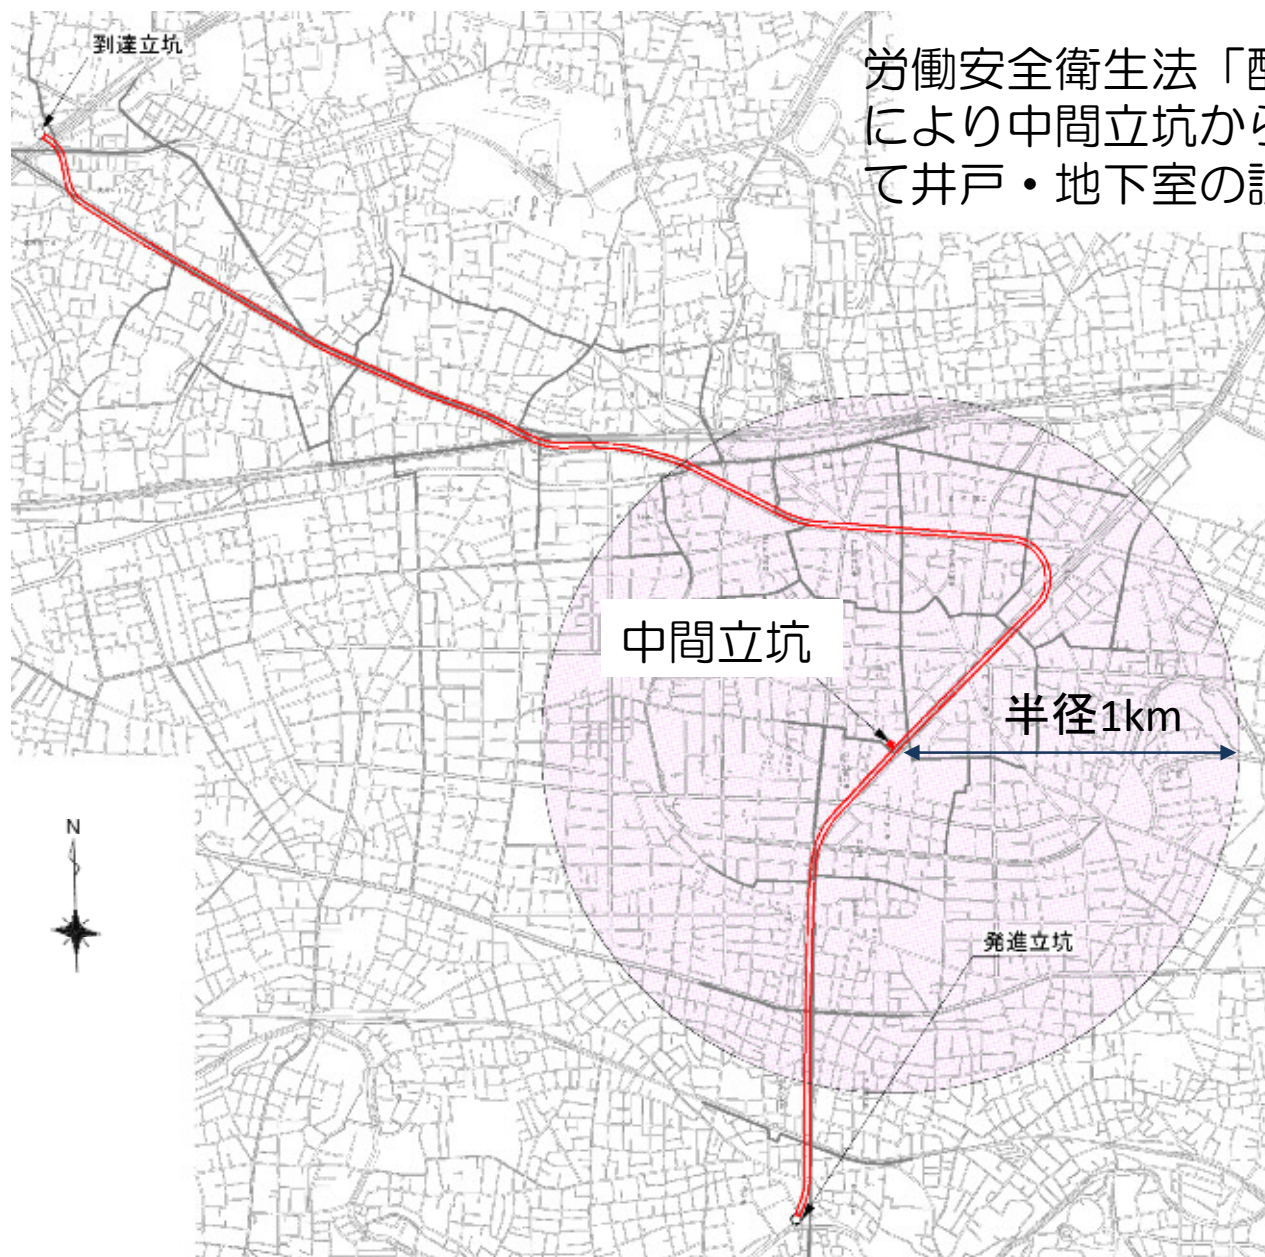 到達立坑
労働安全衛生法「
により中間立坑から
て井戸・地下室の
中間立坑
半径1km
N
発進立坑